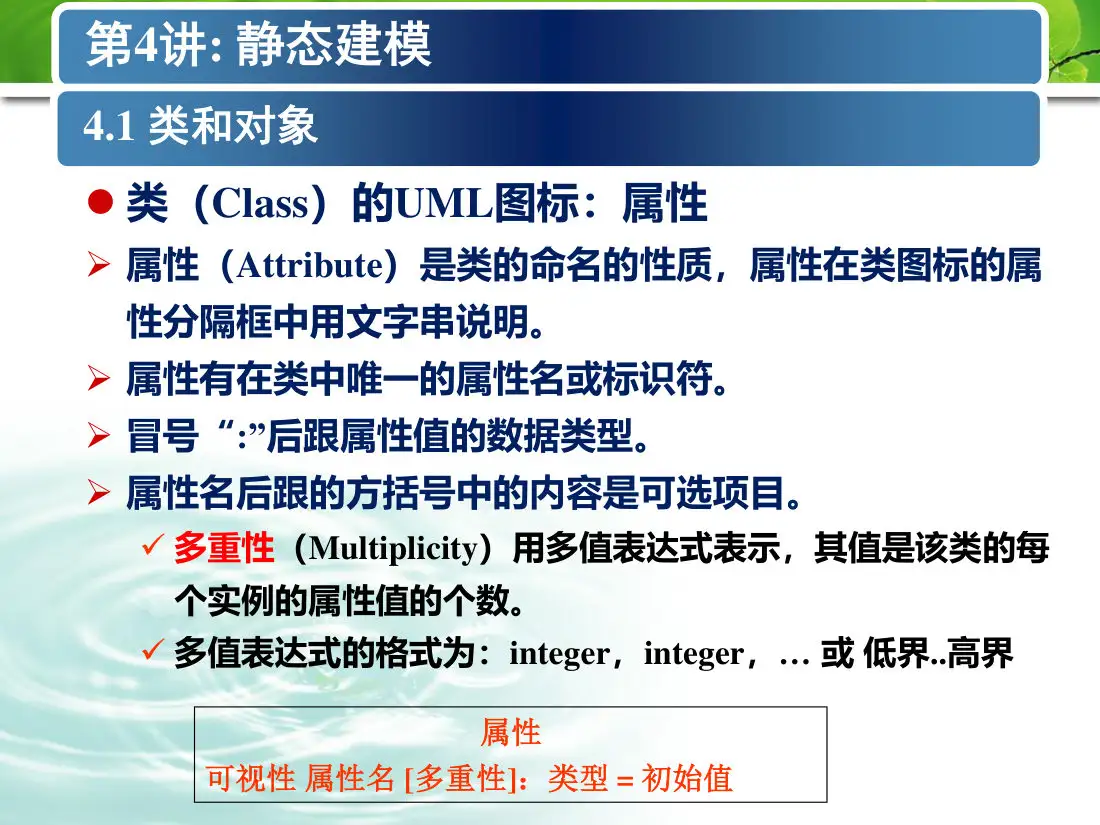 第4讲: 静态建模
4.1 类和对象
类（Class）的UML图标：属性
属性（Attribute）是类的命名的性质，属性在类图标的属
性分隔框中用文字串说明。
属性有在类中唯一的属性名或标识符。
冒号“:”后跟属性值的数据类型。
属性名后跟的方括号中的内容是可选项目。
多重性（Multiplicity）用多值表达式表示，其值是该类的每
个实例的属性值的个数。
多值表达式的格式为：integer，integer，… 或 低界..高界
属性
可视性 属性名 [多重性]：类型 = 初始值